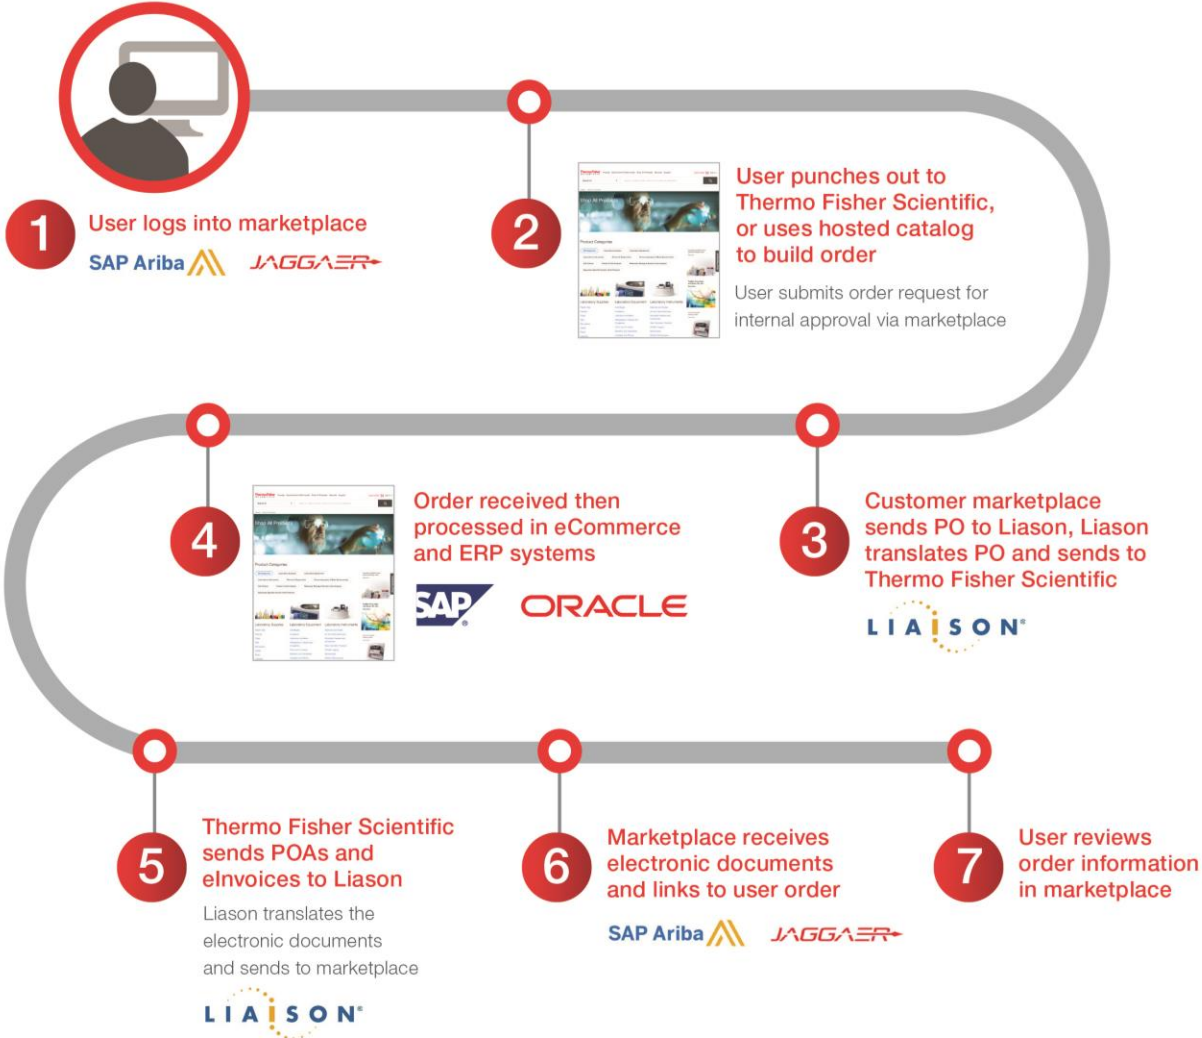 1
User logs into marketplace
SAP Ariba
JAGGAER
2
User punches out to
Thermo Fisher Scientific,
or uses hosted catalog
to build order
User submits order request for
internal approval via marketplace
4
Order received then
processed in eCommerce
and ERP systems
SAP®
ORACLE
3
Customer marketplace
sends PO to Liason, Liason
translates PO and sends to
Thermo Fisher Scientific
LIAISON®
5
Thermo Fisher Scientific
sends POAs and
eInvoices to Liason
Liason translates the
electronic documents
and sends to marketplace
LIAISON®
6
Marketplace receives
electronic documents
and links to user order
SAP Ariba
JAGGAER
7
User reviews
order information
in marketplace